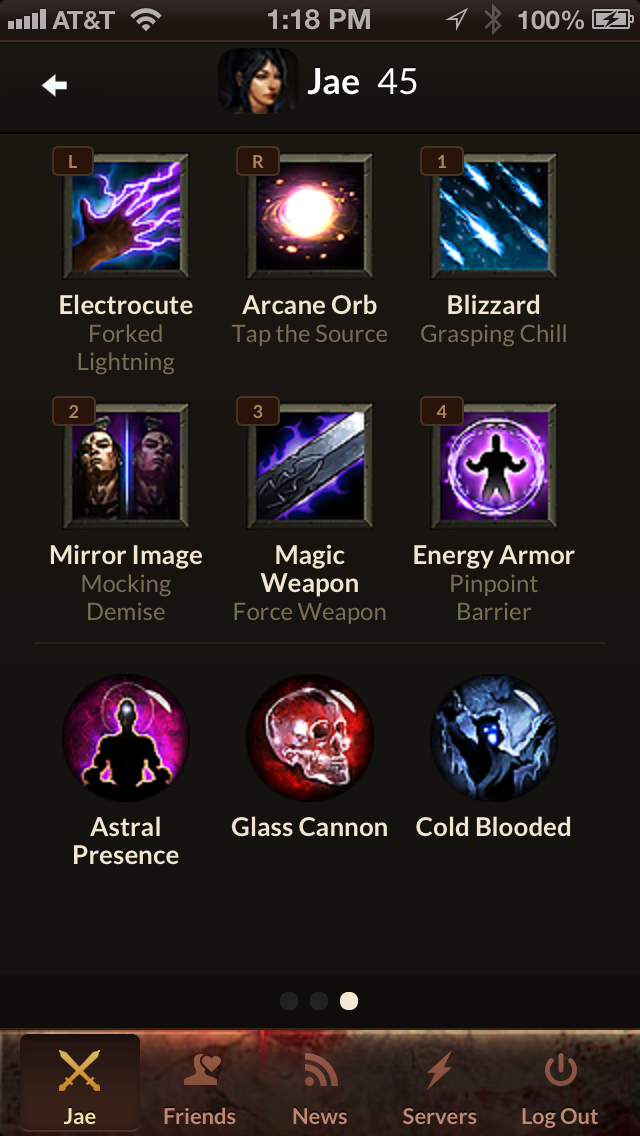 AT&T 1:18 PM 100%
Jae 45
L R 1
Electrocute Arcane Orb Blizzard
Forked Tap the Source Grasping Chill
Lightning
2 3 4
Mirror Image Magic Energy Armor
Mocking Weapon Pinpoint
Demise Force Weapon Barrier
Astral Glass Cannon Cold Blooded
Presence
Jae Friends News Servers Log Out